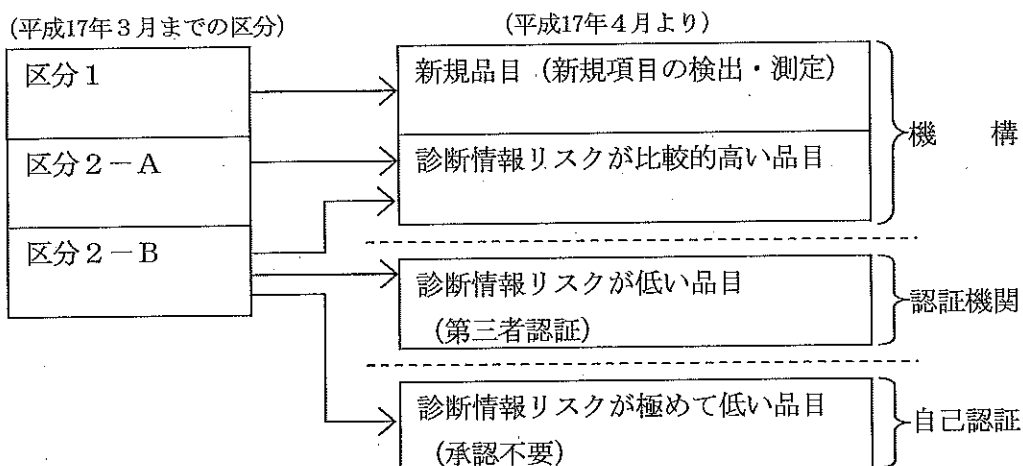 (平成17年3月までの区分)
(平成17年4月より)
区分1
新規品目(新規項目の検出・測定)
区分2-A
診断情報リスクが比較的高い品目
機 構
区分2-B
診断情報リスクが低い品目
(第三者認証)
認証機関
診断情報リスクが極めて低い品目
(承認不要)
自己認証